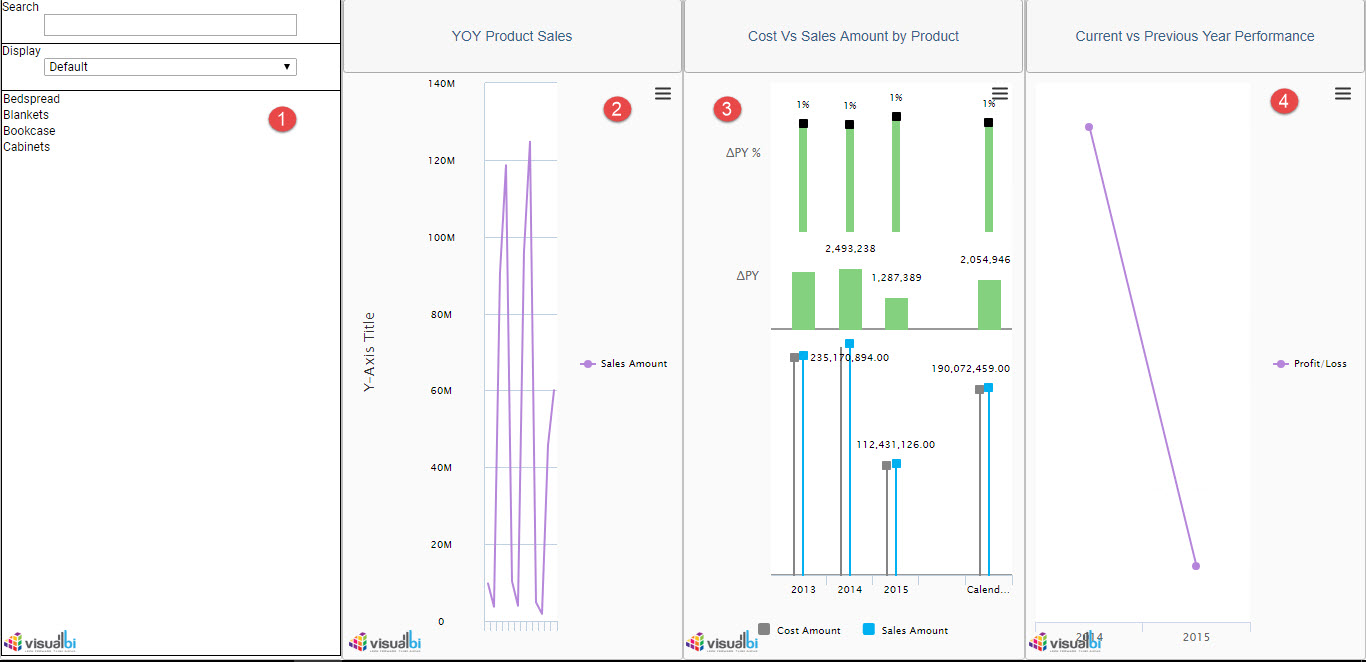 Search
Display
Default
Bedspread
Blankets
Bookcase
Cabinets
1
visualbi
YOY Product Sales
2
140M
120M
100M
80M
60M
40M
20M
0
Y-Axis Title
Sales Amount
visualbi
Cost Vs Sales Amount by Product
3
1% 1% 1% 1%
ΔPY %
2,493,238
1,287,389
2,054,946
ΔPY
235,170,894.00
190,072,459.00
112,431,126.00
2013 2014 2015 Calend...
Cost Amount Sales Amount
visualbi
Current vs Previous Year Performance
4
Profit/Loss
2014 2015
visualbi